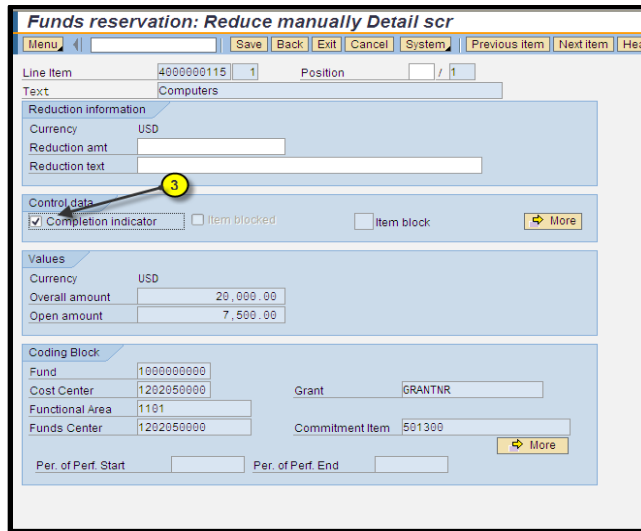 Funds reservation: Reduce manually Detail scr
Menu Save Back Exit Cancel System Previous item Next item Hea
Line Item 4000000115 1 Position / 1
Text Computers
Reduction information
Currency USD
Reduction amt
Reduction text
3
Control data
Completion indicator Item blocked Item block More
Values
Currency USD
Overall amount 20,000.00
Open amount 7,500.00
Coding Block
Fund 1000000000
Cost Center 1202050000 Grant GRANTNR
Functional Area 1101
Funds Center 1202050000 Commitment Item 501300
More
Per. of Perf. Start Per. of Perf. End